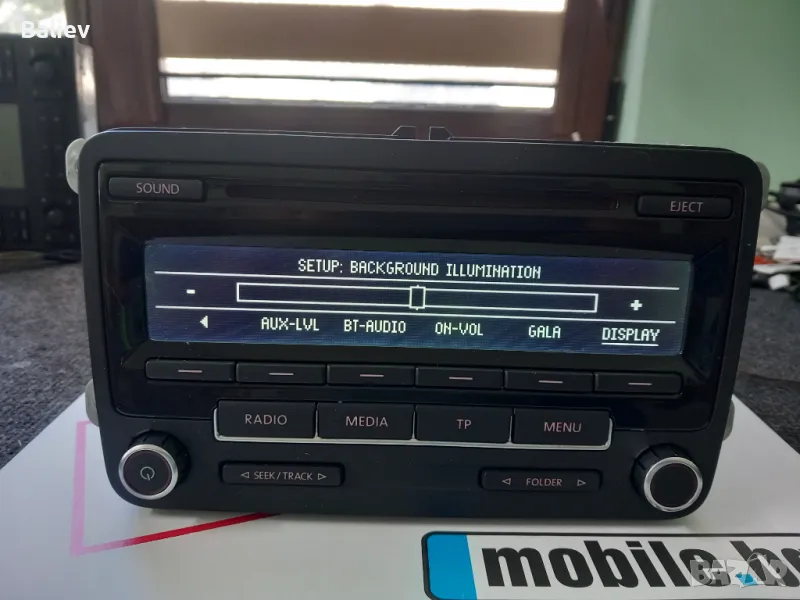 Baliev
SOUND
EJECT
SETUP: BACKGROUND ILLUMINATION
- +
◄ AUX-LVL BT-AUDIO ON-VOL GALA DISPLAY
RADIO MEDIA TP MENU
◁ SEEK/TRACK ▷
◁ FOLDER ▷
mobile.b